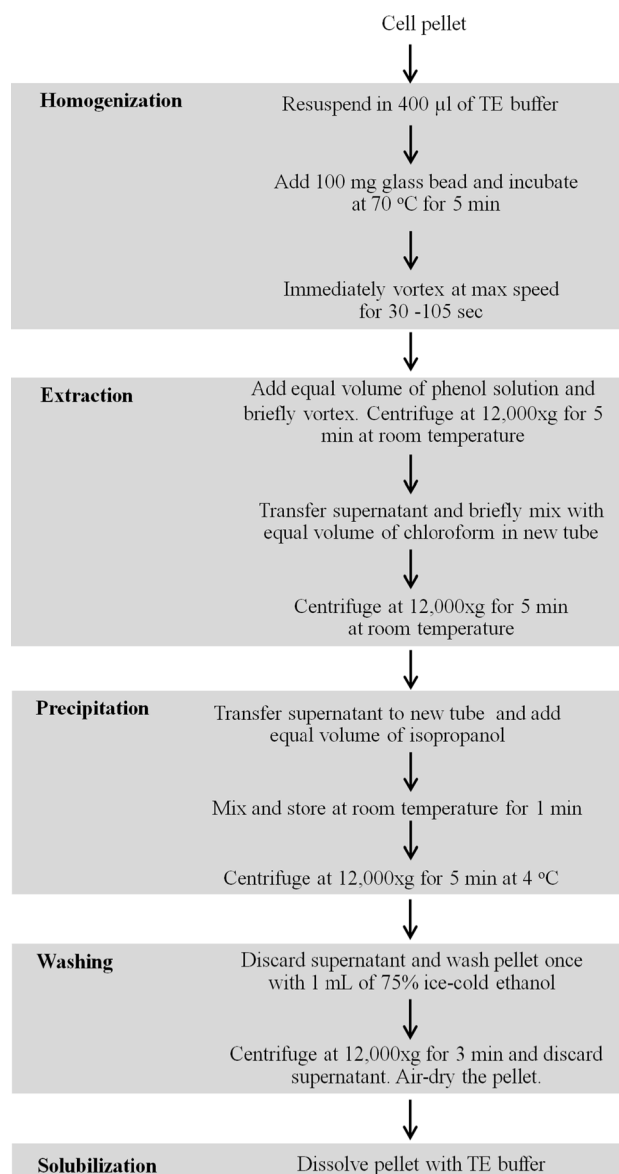 Cell pellet
Homogenization
Resuspend in 400 µl of TE buffer
Add 100 mg glass bead and incubate
at 70 °C for 5 min
Immediately vortex at max speed
for 30 -105 sec
Extraction
Add equal volume of phenol solution and
briefly vortex. Centrifuge at 12,000xg for 5
min at room temperature
Transfer supernatant and briefly mix with
equal volume of chloroform in new tube
Centrifuge at 12,000xg for 5 min
at room temperature
Precipitation
Transfer supernatant to new tube and add
equal volume of isopropanol
Mix and store at room temperature for 1 min
Centrifuge at 12,000xg for 5 min at 4 °C
Washing
Discard supernatant and wash pellet once
with 1 mL of 75% ice-cold ethanol
Centrifuge at 12,000xg for 3 min and discard
supernatant. Air-dry the pellet.
Solubilization
Dissolve pellet with TE buffer